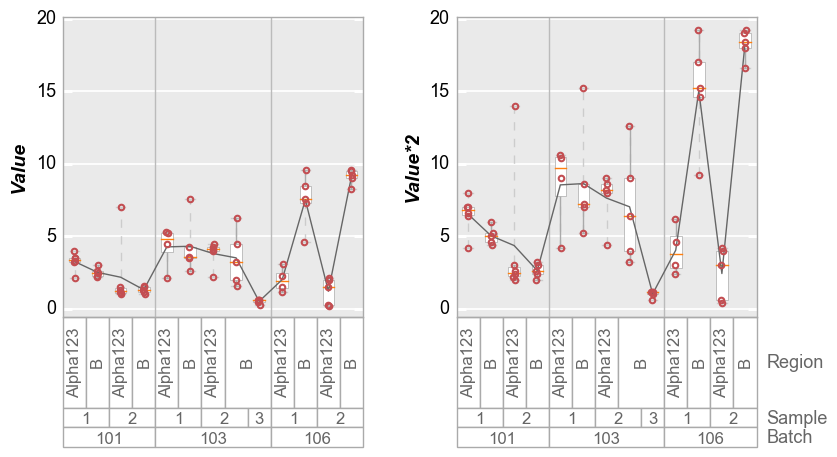 Value
20
15
10
5
0
Alpha123 B Alpha123 B Alpha123 B Alpha123 B Alpha123 B Alpha123 B
1 2 1 2 3 1 2
101 103 106
Value*2
20
15
10
5
0
Alpha123 B Alpha123 B Alpha123 B Alpha123 B Alpha123 B Alpha123 B Region
1 2 1 2 3 1 2 Sample
101 103 106 Batch